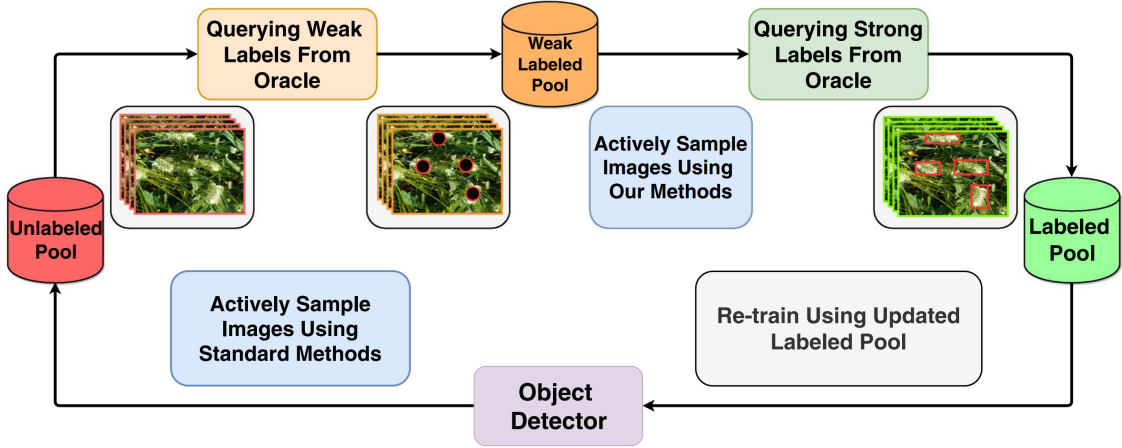 Querying Weak
Labels From
Oracle
Weak
Labeled
Pool
Querying Strong
Labels From
Oracle
Actively Sample
Images Using
Our Methods
Unlabeled
Pool
Labeled
Pool
Actively Sample
Images Using
Standard Methods
Re-train Using Updated
Labeled Pool
Object
Detector